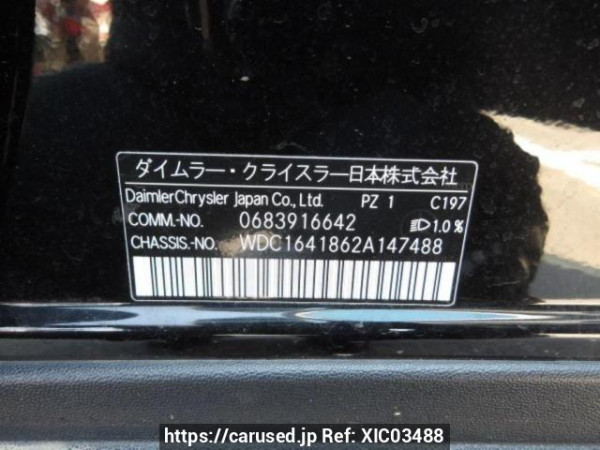 ダイムラー・クライスラー日本株式会社
DaimlerChrysler Japan Co., Ltd. PZ 1 C197
COMM.-NO. 0683916642 1.0 %
CHASSIS.-NO. WDC1641862A147488
https://carused.jp Ref: XIC03488